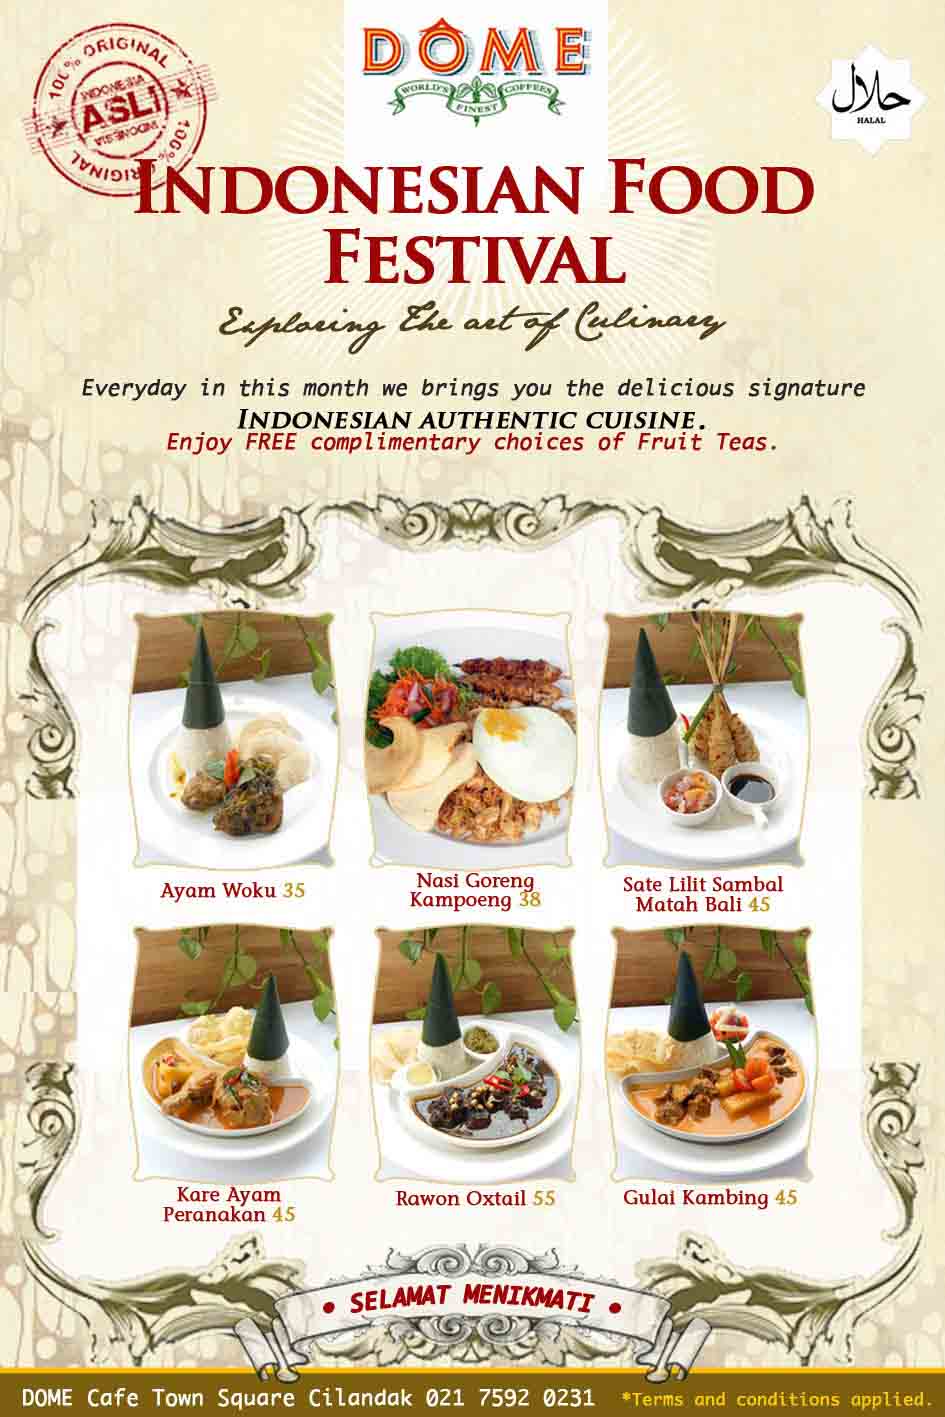 DÔME
WORLD'S FINEST COFFEES
100% ORIGINAL
INDONESIA
ASLI
INDONESIA
100% ORIGINAL
حلال
HALAL
INDONESIAN FOOD
FESTIVAL
Exploring The art of Culinary
Everyday in this month we brings you the delicious signature
INDONESIAN AUTHENTIC CUISINE.
Enjoy FREE complimentary choices of Fruit Teas.
Ayam Woku 35
Nasi Goreng
Kampoeng 38
Sate Lilit Sambal
Matah Bali 45
Kare Ayam
Peranakan 45
Rawon Oxtail 55
Gulai Kambing 45
• SELAMAT MENIKMATI •
DOME Cafe Town Square Cilandak 021 7592 0231 *Terms and conditions applied.